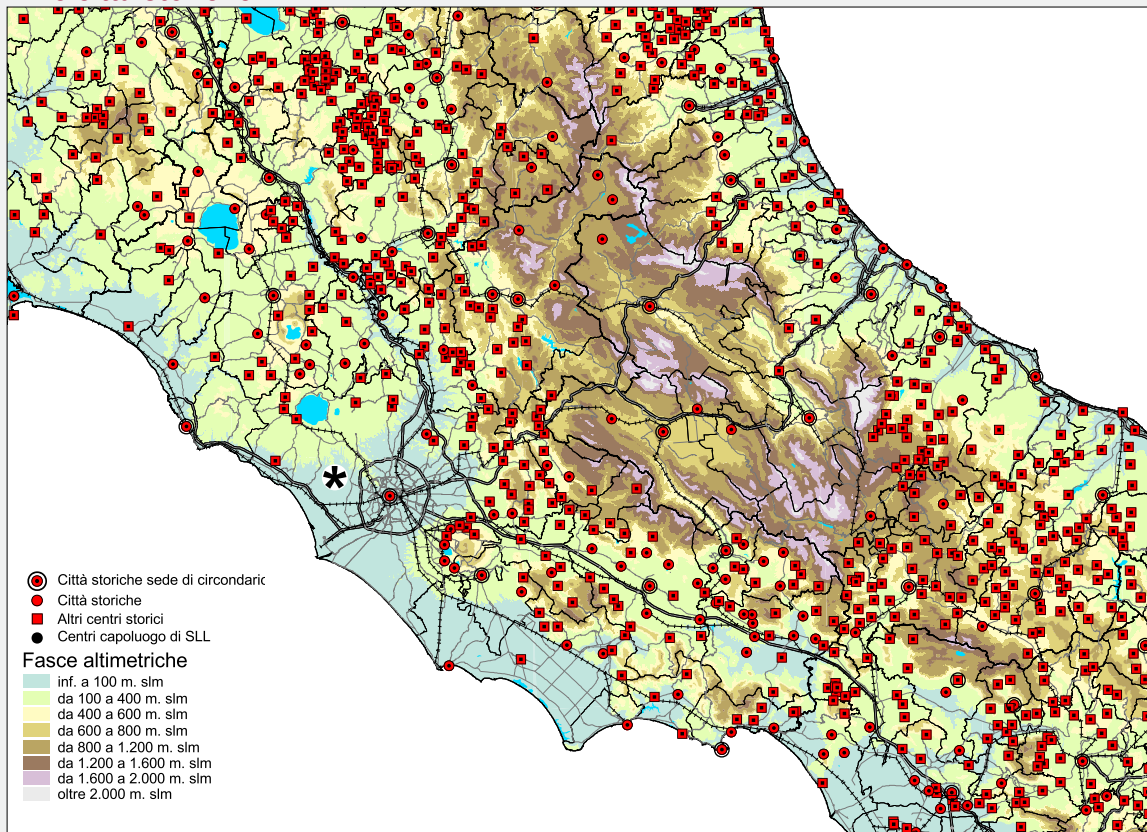 *
Città storiche sede di circondario
Città storiche
Altri centri storici
Centri capoluogo di SLL
Fasce altimetriche
inf. a 100 m. slm
da 100 a 400 m. slm
da 400 a 600 m. slm
da 600 a 800 m. slm
da 800 a 1.200 m. slm
da 1.200 a 1.600 m. slm
da 1.600 a 2.000 m. slm
oltre 2.000 m. slm